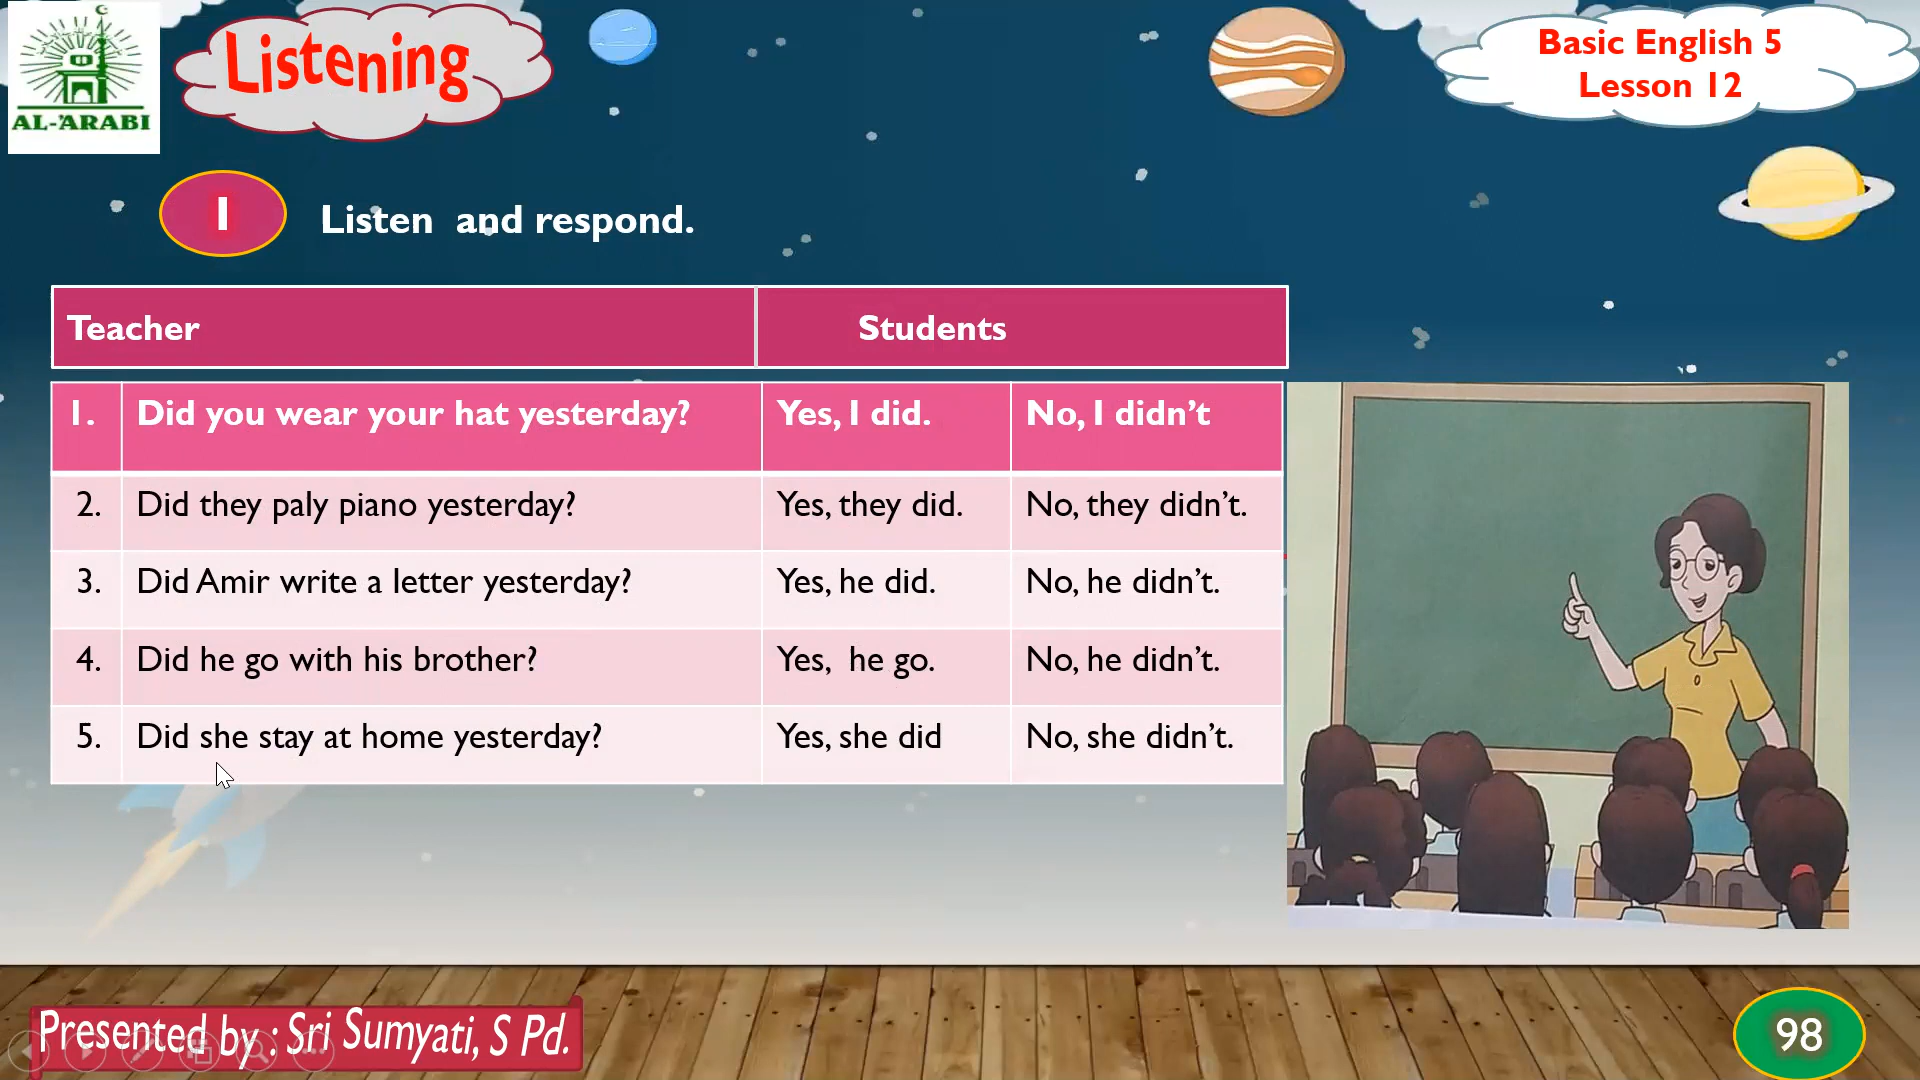 AL-'ARABI
Listening
Basic English 5
Lesson 12
1
Listen and respond.
Teacher Students
1. Did you wear your hat yesterday? Yes, I did. No, I didn't
2. Did they paly piano yesterday? Yes, they did. No, they didn't.
3. Did Amir write a letter yesterday? Yes, he did. No, he didn't.
4. Did he go with his brother? Yes, he go. No, he didn't.
5. Did she stay at home yesterday? Yes, she did No, she didn't.
Presented by : Sri Sumyati, S Pd.
98